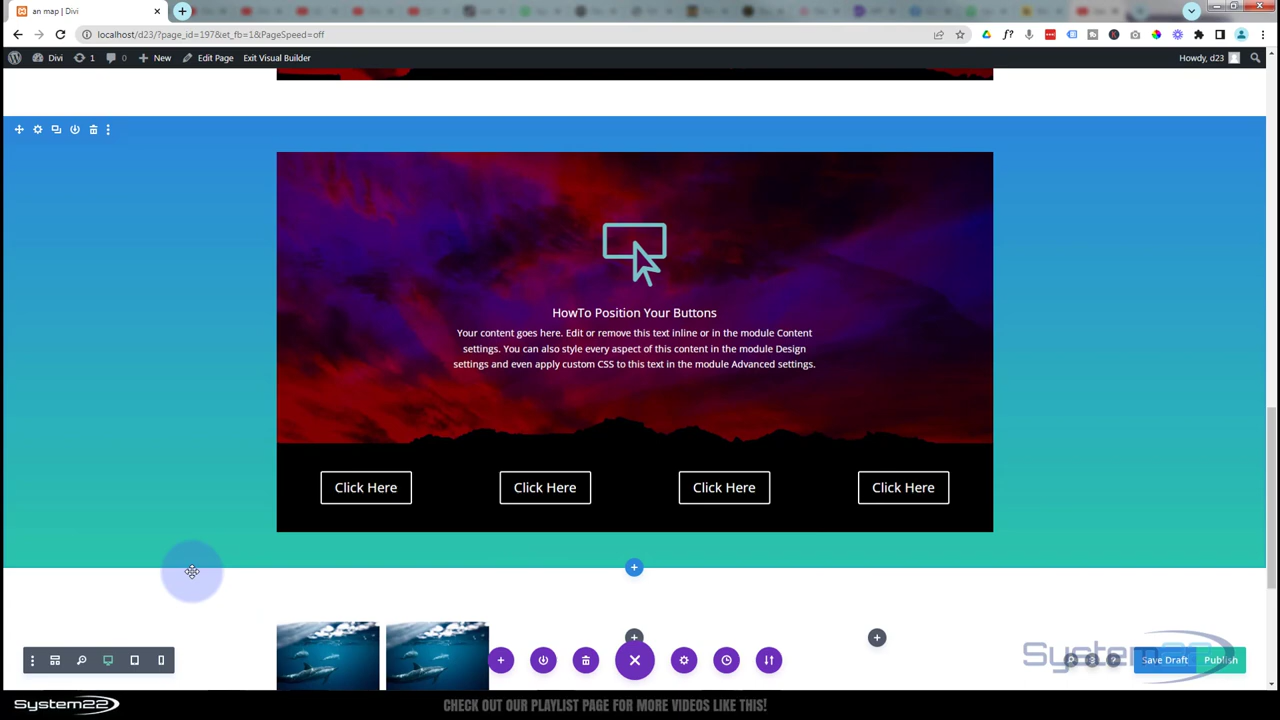 an map | Divi
localhost/d23/?page_id=197&et_fb=1&PageSpeed=off
Divi 1 0 New Edit Page Exit Visual Builder Howdy, d23
HowTo Position Your Buttons
Your content goes here. Edit or remove this text inline or in the module Content
settings. You can also style every aspect of this content in the module Design
settings and even apply custom CSS to this text in the module Advanced settings.
Click Here Click Here Click Here Click Here
System22
Save Draft Publish
System22
CHECK OUT OUR PLAYLIST PAGE FOR MORE VIDEOS LIKE THIS!